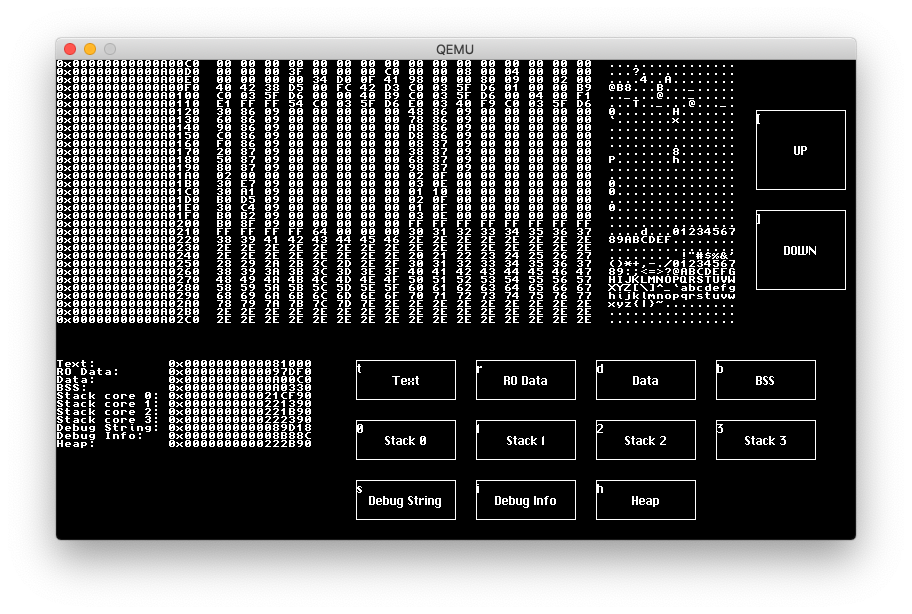 QEMU
0x00000000000A00C0 00 00 00 00 00 00 00 00 00 00 00 00 00 00 00 00 ................
0x00000000000A00D0 00 00 00 3F 00 00 00 C0 00 00 08 00 04 00 00 00 ...?............
0x00000000000A00E0 00 00 00 00 34 D9 0F 41 98 00 80 89 00 00 02 00 ....4..A........
0x00000000000A00F0 40 42 38 D5 00 FC 42 D3 C0 03 5F D6 01 00 00 B9 @B8...B..._.....
0x00000000000A0100 C0 03 5F D6 00 00 40 B9 C0 03 5F D6 00 04 00 F1 .._...@..._.....
0x00000000000A0110 E1 FF FF 54 C0 03 5F D6 E0 03 40 F9 C0 03 5F D6 ...T.._...@..._.
0x00000000000A0120 30 86 09 00 00 00 00 00 48 86 09 00 00 00 00 00 0.......H.......
0x00000000000A0130 60 86 09 00 00 00 00 00 78 86 09 00 00 00 00 00 `.......x.......
0x00000000000A0140 90 86 09 00 00 00 00 00 A8 86 09 00 00 00 00 00 ................
0x00000000000A0150 C0 86 09 00 00 00 00 00 D8 86 09 00 00 00 00 00 ................
0x00000000000A0160 F0 86 09 00 00 00 00 00 08 87 09 00 00 00 00 00 ................
0x00000000000A0170 20 87 09 00 00 00 00 00 38 87 09 00 00 00 00 00 ........8.......
0x00000000000A0180 50 87 09 00 00 00 00 00 68 87 09 00 00 00 00 00 P.......h.......
0x00000000000A0190 80 87 09 00 00 00 00 00 98 87 09 00 00 00 00 00 ................
0x00000000000A01A0 02 00 00 00 00 00 00 00 02 0F 00 00 00 00 00 00 ................
0x00000000000A01B0 30 E7 09 00 00 00 00 00 03 0E 00 00 00 00 00 00 0...............
0x00000000000A01C0 30 A1 09 00 00 00 00 00 01 10 00 00 00 00 00 00 0...............
0x00000000000A01D0 B0 D5 09 00 00 00 00 00 02 0F 00 00 00 00 00 00 ................
0x00000000000A01E0 30 C4 09 00 00 00 00 00 01 0F 00 00 00 00 00 00 0...............
0x00000000000A01F0 B0 B2 09 00 00 00 00 00 03 0E 00 00 00 00 00 00 ................
0x00000000000A0200 D0 8E 09 00 00 00 00 00 FF FF FF FF FF FF FF FF ................
0x00000000000A0210 FF FF FF FF 64 00 00 00 30 31 32 33 34 35 36 37 ....d...01234567
0x00000000000A0220 38 39 41 42 43 44 45 46 2E 2E 2E 2E 2E 2E 2E 2E 89ABCDEF........
0x00000000000A0230 2E 2E 2E 2E 2E 2E 2E 2E 2E 2E 2E 2E 2E 2E 2E 2E ................
0x00000000000A0240 2E 2E 2E 2E 2E 2E 2E 2E 20 21 22 23 24 25 26 27 ........ !"#$%&'
0x00000000000A0250 28 29 2A 2B 2C 2D 2E 2F 30 31 32 33 34 35 36 37 ()*+,-./01234567
0x00000000000A0260 38 39 3A 3B 3C 3D 3E 3F 40 41 42 43 44 45 46 47 89:;<=>?@ABCDEFG
0x00000000000A0270 48 49 4A 4B 4C 4D 4E 4F 50 51 52 53 54 55 56 57 HIJKLMNOPQRSTUVW
0x00000000000A0280 58 59 5A 5B 5C 5D 5E 5F 60 61 62 63 64 65 66 67 XYZ[\]^_`abcdefg
0x00000000000A0290 68 69 6A 6B 6C 6D 6E 6F 70 71 72 73 74 75 76 77 hijklmnopqrstuvw
0x00000000000A02A0 78 79 7A 7B 7C 7D 7E 2E 2E 2E 2E 2E 2E 2E 2E 2E xyz{|}~.........
0x00000000000A02B0 2E 2E 2E 2E 2E 2E 2E 2E 2E 2E 2E 2E 2E 2E 2E 2E ................
0x00000000000A02C0 2E 2E 2E 2E 2E 2E 2E 2E 2E 2E 2E 2E 2E 2E 2E 2E ................
[
UP
]
DOWN
Text: 0x0000000000081000
RO Data: 0x0000000000097DF0
Data: 0x00000000000A00C0
BSS: 0x00000000000A0330
Stack core 0: 0x000000000021CF90
Stack core 1: 0x0000000000221390
Stack core 2: 0x0000000000221B90
Stack core 3: 0x0000000000222390
Debug String: 0x0000000000089D18
Debug Info: 0x000000000008B88C
Heap: 0x0000000000222B90
t
Text
r
RO Data
d
Data
b
BSS
0
Stack 0
1
Stack 1
2
Stack 2
3
Stack 3
s
Debug String
i
Debug Info
h
Heap